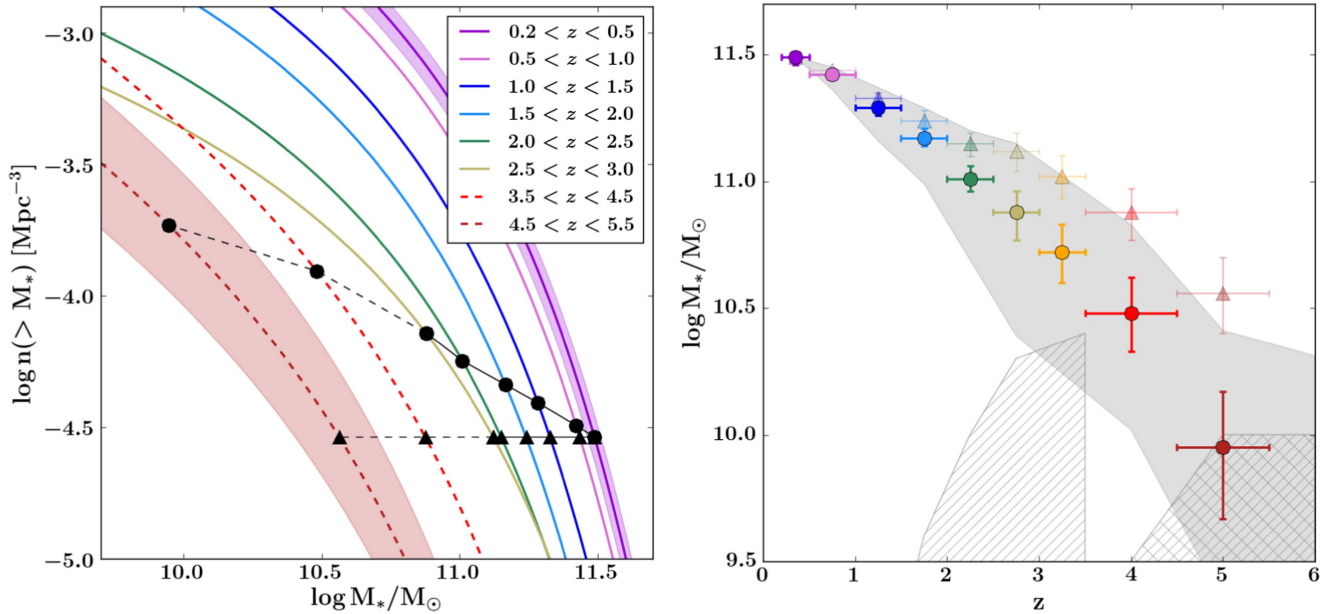 −3.0
−3.5
−4.0
−4.5
−5.0
logn(> M*) [Mpc⁻³]
10.0 10.5 11.0 11.5
log M*/M⊙
0.2 < z < 0.5
0.5 < z < 1.0
1.0 < z < 1.5
1.5 < z < 2.0
2.0 < z < 2.5
2.5 < z < 3.0
3.5 < z < 4.5
4.5 < z < 5.5
11.5
11.0
10.5
10.0
9.5
log M*/M⊙
0 1 2 3 4 5 6
z